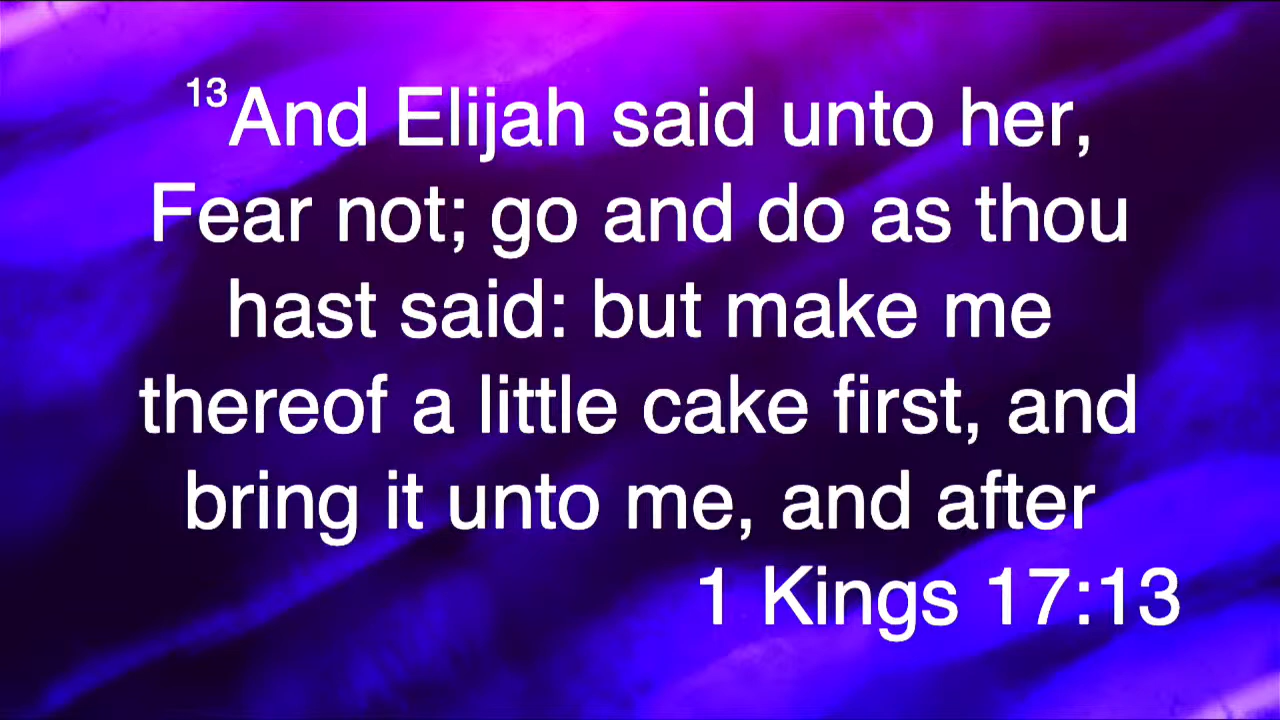 13And Elijah said unto her,
Fear not; go and do as thou
hast said: but make me
thereof a little cake first, and
bring it unto me, and after
1 Kings 17:13